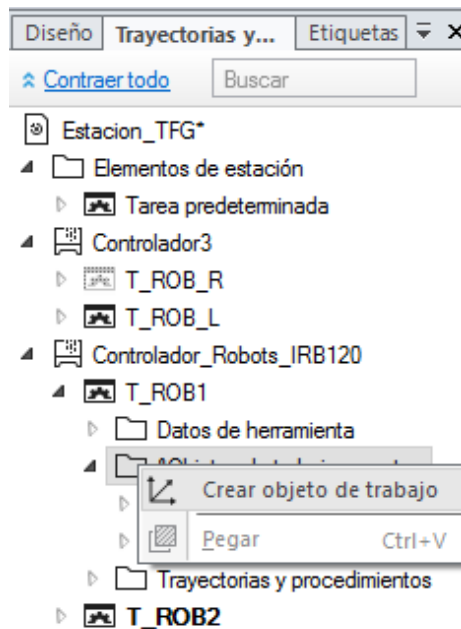 Diseño Trayectorias y... Etiquetas
Contraer todo Buscar
Estacion_TFG*
Elementos de estación
Tarea predeterminada
Controlador3
T_ROB_R
T_ROB_L
Controlador_Robots_IRB120
T_ROB1
Datos de herramienta
Crear objeto de trabajo
Pegar Ctrl+V
Trayectorias y procedimientos
T_ROB2